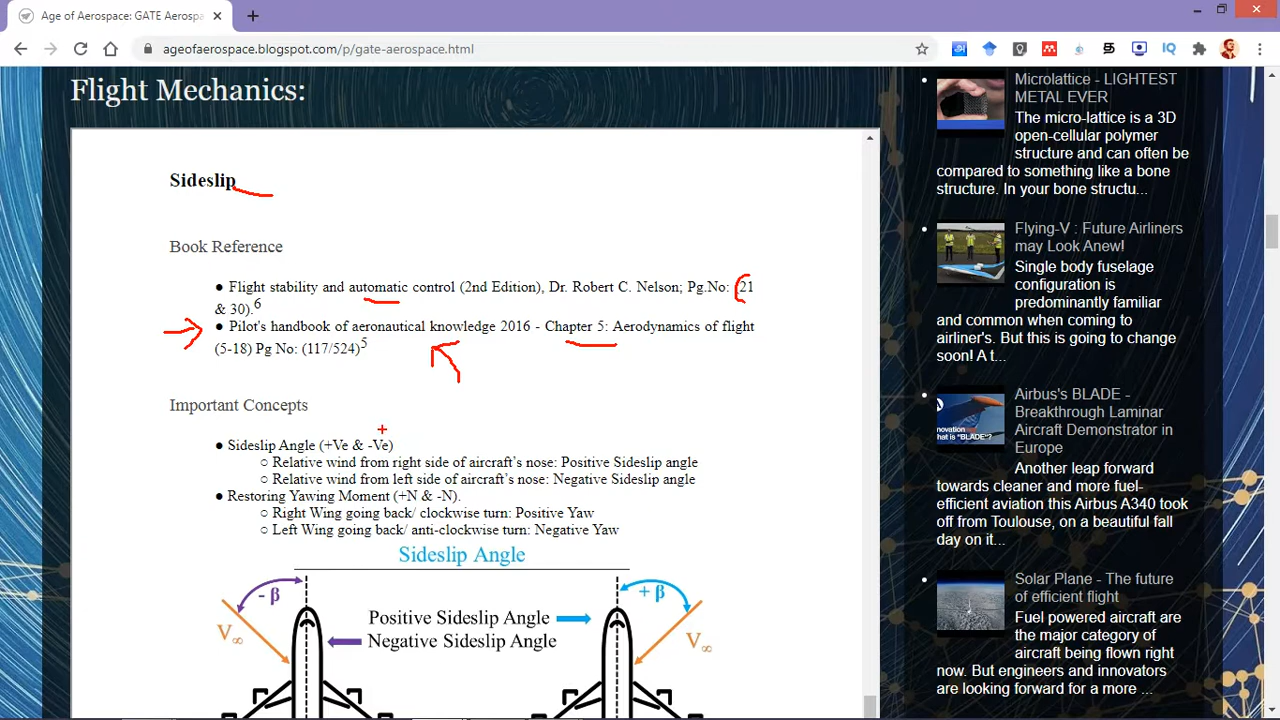 Age of Aerospace: GATE Aerospa
ageofaerospace.blogspot.com/p/gate-aerospace.html
IQ
Flight Mechanics:
Sideslip
Book Reference
● Flight stability and automatic control (2nd Edition), Dr. Robert C. Nelson; Pg.No: (21
& 30).6
● Pilot's handbook of aeronautical knowledge 2016 - Chapter 5: Aerodynamics of flight
(5-18) Pg No: (117/524)5
Important Concepts
● Sideslip Angle (+Ve & -Ve)
○ Relative wind from right side of aircraft's nose: Positive Sideslip angle
○ Relative wind from left side of aircraft's nose: Negative Sideslip angle
● Restoring Yawing Moment (+N & -N).
○ Right Wing going back/ clockwise turn: Positive Yaw
○ Left Wing going back/ anti-clockwise turn: Negative Yaw
Sideslip Angle
- β
+ β
Positive Sideslip Angle
Negative Sideslip Angle
V∞
V∞
Microlattice - LIGHTEST
METAL EVER
The micro-lattice is a 3D
open-cellular polymer
structure and can often be
compared to something like a bone
structure. In your bone structu...
Flying-V : Future Airliners
may Look Anew!
Single body fuselage
configuration is
predominantly familiar
and common when coming to
airliner's. But this is going to change
soon! A t...
Airbus's BLADE -
Breakthrough Laminar
Aircraft Demonstrator in
Europe
Another leap forward
towards cleaner and more fuel-
efficient aviation this Airbus A340 took
off from Toulouse, on a beautiful fall
day on it...
Solar Plane - The future
of efficient flight
Fuel powered aircraft are
the major category of
aircraft being flown right
now. But engineers and innovators
are looking forward for a more ...